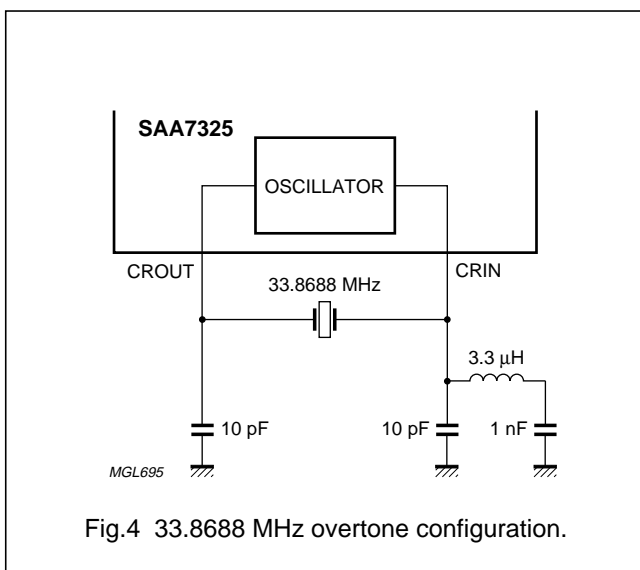 SAA7325
OSCILLATOR
CROUT
CRIN
33.8688 MHz
3.3 μH
10 pF
10 pF
1 nF
MGL695
Fig.4 33.8688 MHz overtone configuration.